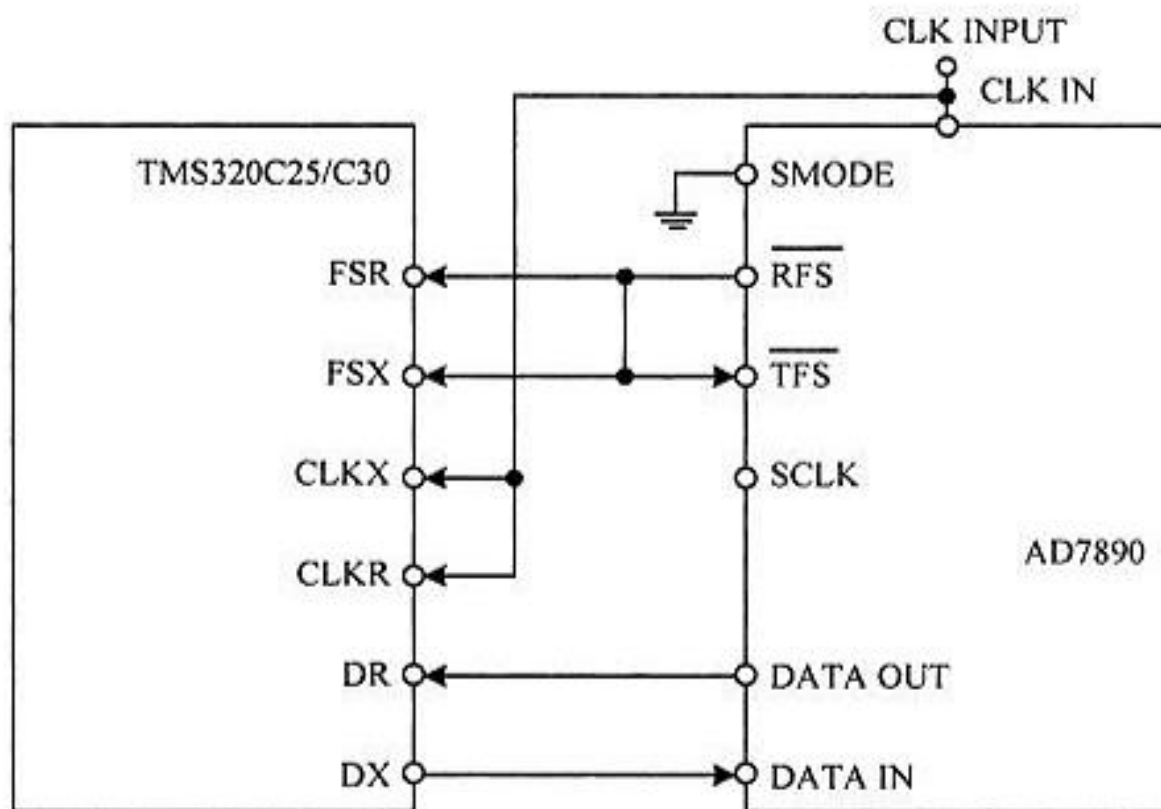 CLK INPUT
CLK IN
TMS320C25/C30
SMODE
FSR
RFS
FSX
TFS
CLKX
SCLK
CLKR
AD7890
DR
DATA OUT
DX
DATA IN